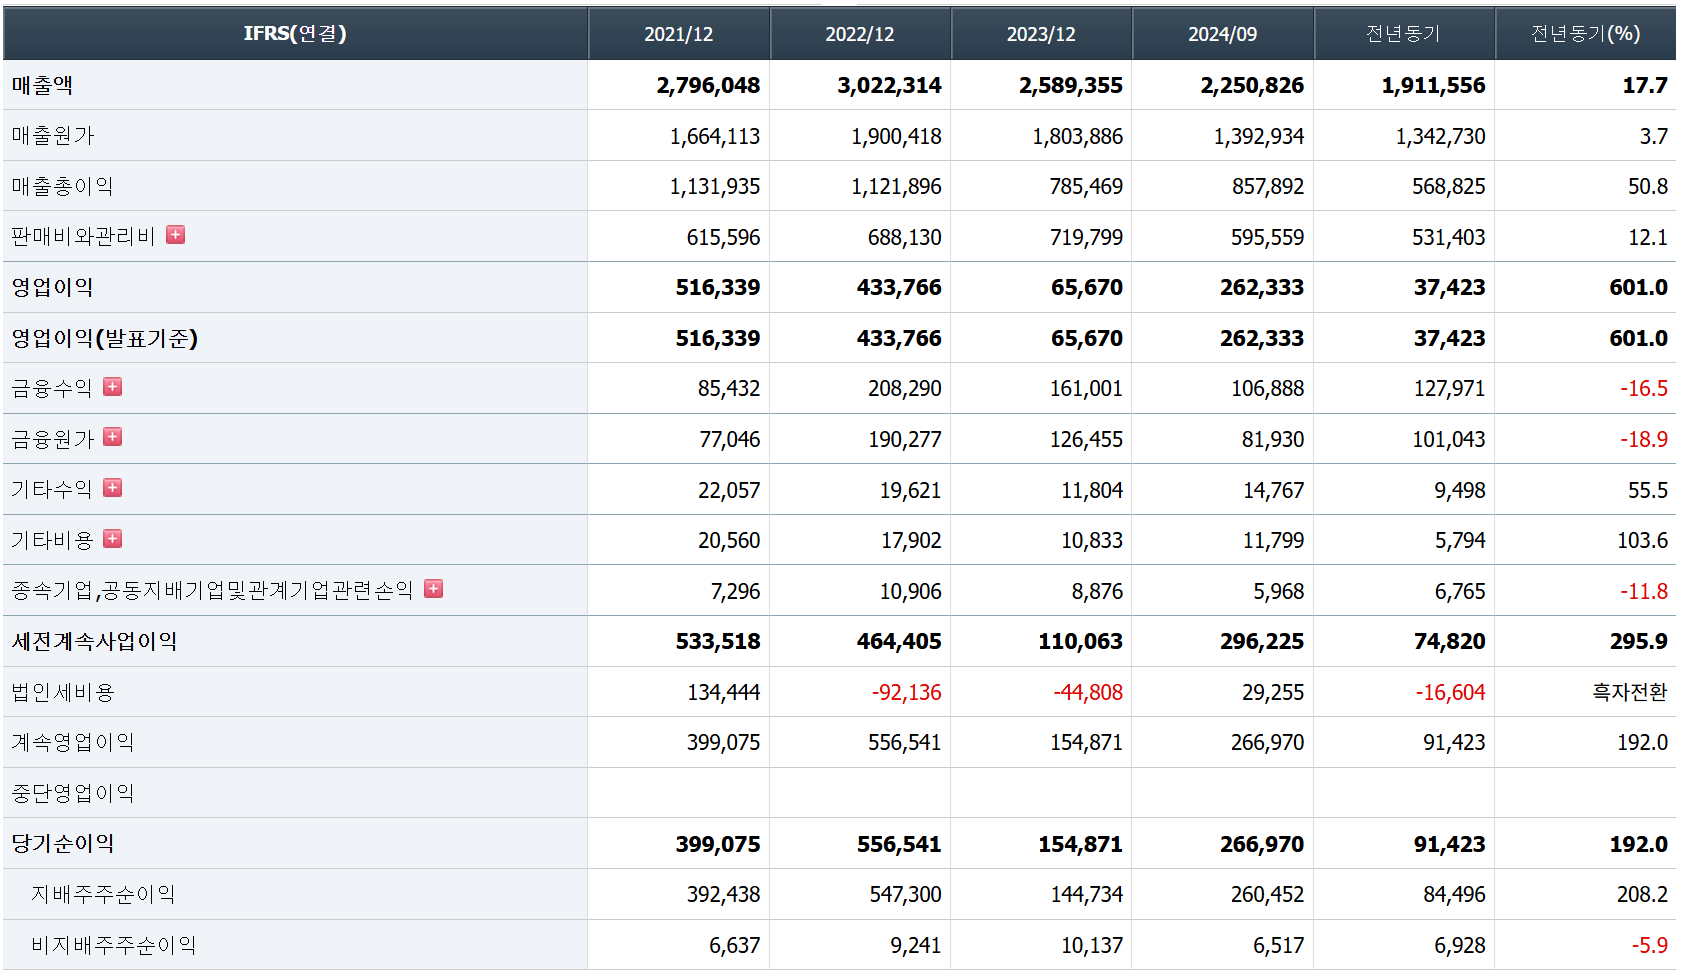 IFRS(연결) 2021/12 2022/12 2023/12 2024/09 전년동기 전년동기(%)
매출액 2,796,048 3,022,314 2,589,355 2,250,826 1,911,556 17.7
매출원가 1,664,113 1,900,418 1,803,886 1,392,934 1,342,730 3.7
매출총이익 1,131,935 1,121,896 785,469 857,892 568,825 50.8
판매비와관리비 615,596 688,130 719,799 595,559 531,403 12.1
영업이익 516,339 433,766 65,670 262,333 37,423 601.0
영업이익(발표기준) 516,339 433,766 65,670 262,333 37,423 601.0
금융수익 85,432 208,290 161,001 106,888 127,971 -16.5
금융원가 77,046 190,277 126,455 81,930 101,043 -18.9
기타수익 22,057 19,621 11,804 14,767 9,498 55.5
기타비용 20,560 17,902 10,833 11,799 5,794 103.6
종속기업,공동지배기업및관계기업관련손익 7,296 10,906 8,876 5,968 6,765 -11.8
세전계속사업이익 533,518 464,405 110,063 296,225 74,820 295.9
법인세비용 134,444 -92,136 -44,808 29,255 -16,604 흑자전환
계속영업이익 399,075 556,541 154,871 266,970 91,423 192.0
중단영업이익
당기순이익 399,075 556,541 154,871 266,970 91,423 192.0
지배주주순이익 392,438 547,300 144,734 260,452 84,496 208.2
비지배주주순이익 6,637 9,241 10,137 6,517 6,928 -5.9